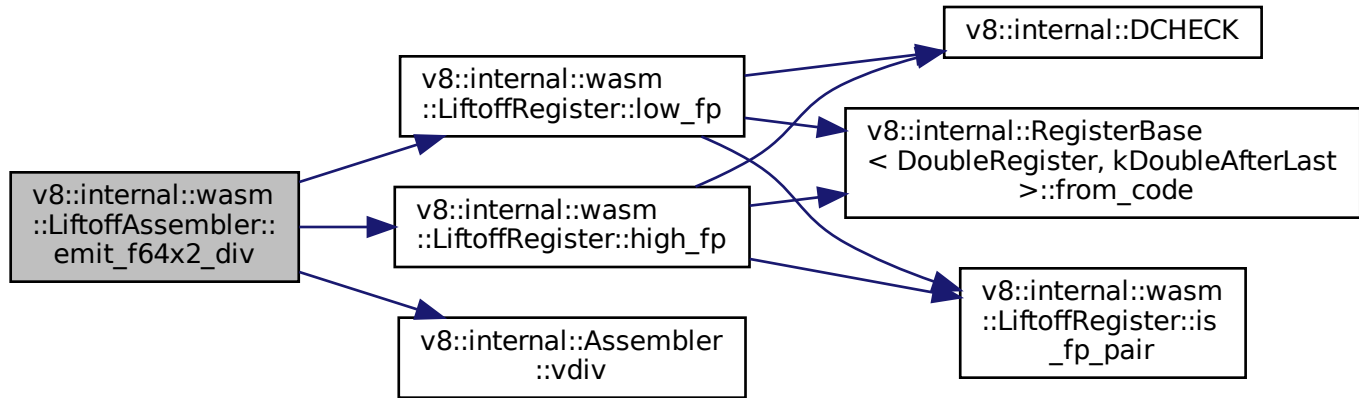 v8::internal::wasm
::LiftoffAssembler::
emit_f64x2_div
v8::internal::wasm
::LiftoffRegister::low_fp
v8::internal::wasm
::LiftoffRegister::high_fp
v8::internal::Assembler
::vdiv
v8::internal::DCHECK
v8::internal::RegisterBase
< DoubleRegister, kDoubleAfterLast
>::from_code
v8::internal::wasm
::LiftoffRegister::is
_fp_pair